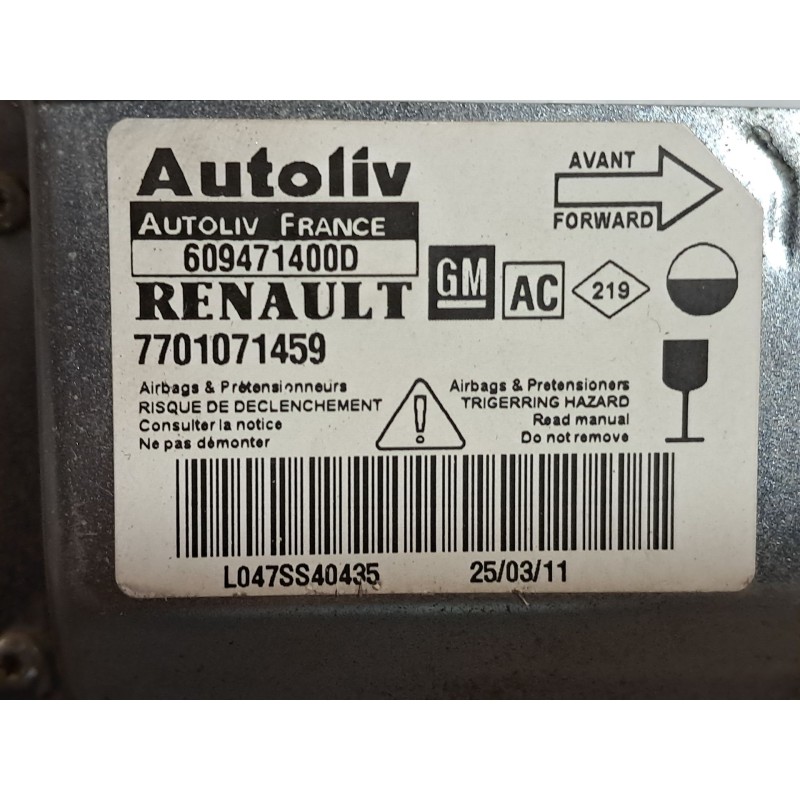 Autoliv
AUTOLIV FRANCE
609471400D
RENAULT
7701071459
AVANT
FORWARD
GM
AC
219
Airbags & Prétensionneurs
RISQUE DE DECLENCHEMENT
Consulter la notice
Ne pas démonter
Airbags & Pretensioners
TRIGERRING HAZARD
Read manual
Do not remove
L047SS40435
25/03/11